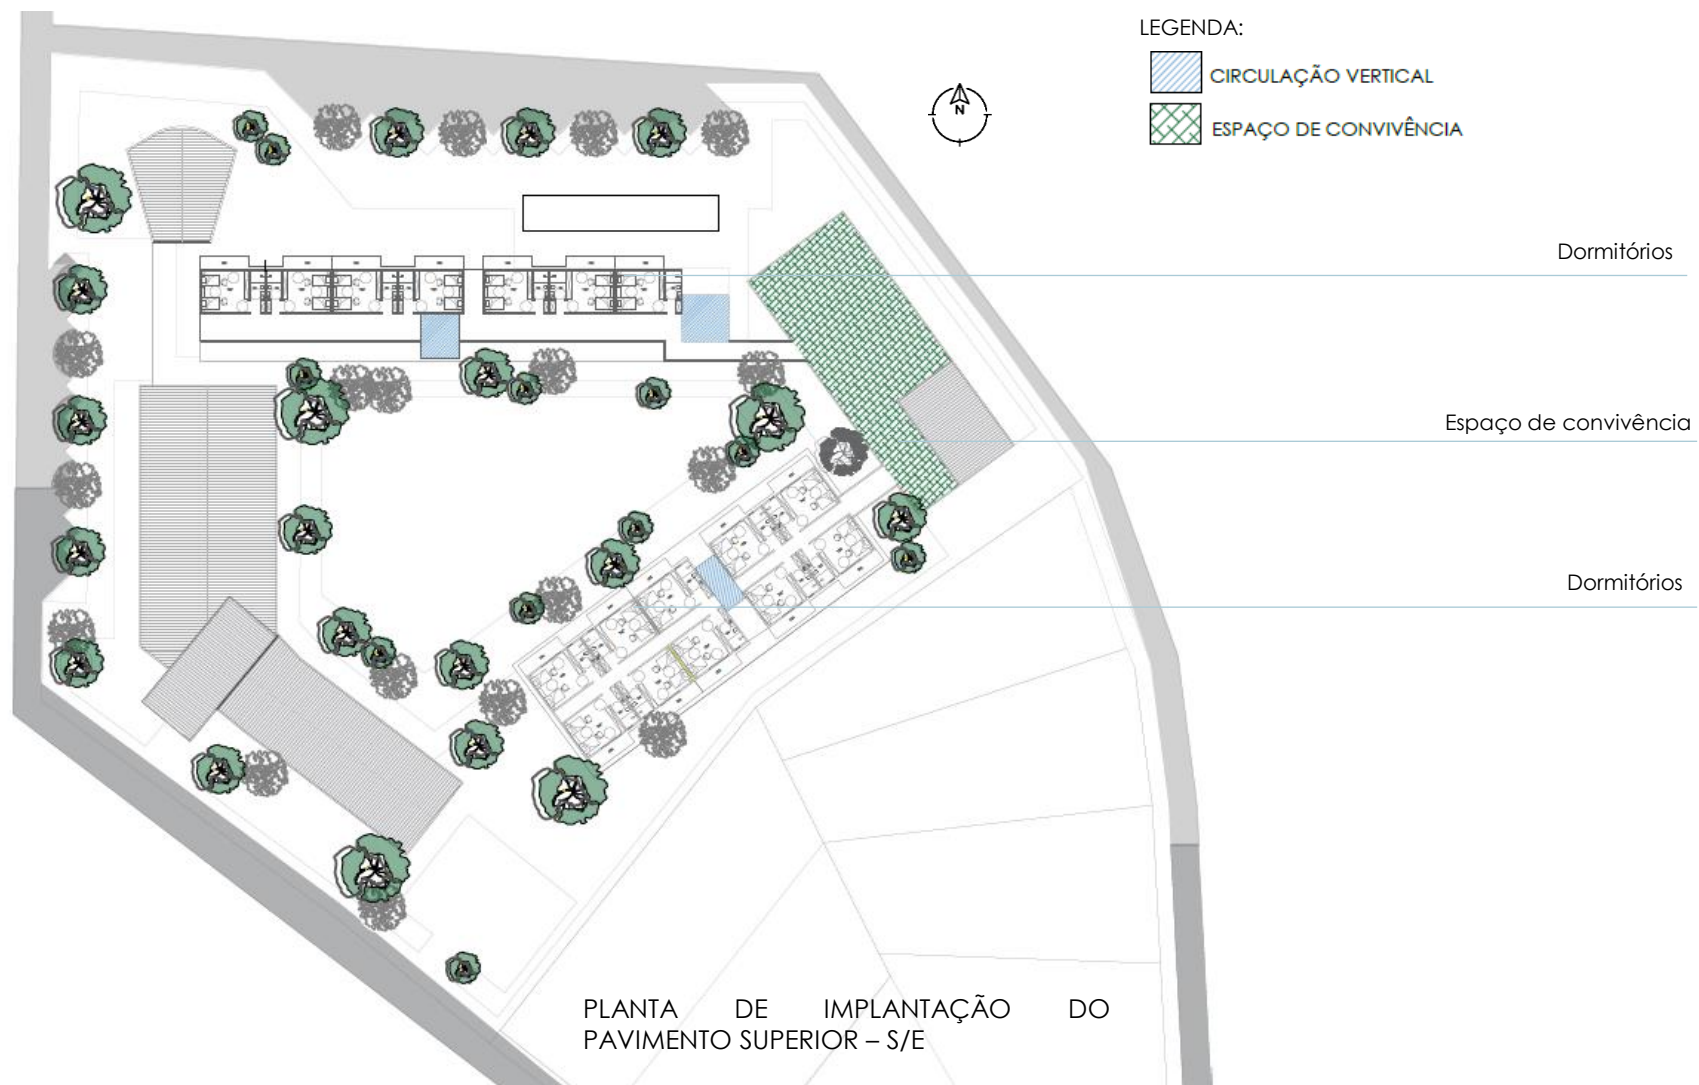 LEGENDA:
CIRCULAÇÃO VERTICAL
ESPAÇO DE CONVIVÊNCIA
N
Dormitórios
Espaço de convivência
Dormitórios
PLANTA DE IMPLANTAÇÃO DO
PAVIMENTO SUPERIOR – S/E